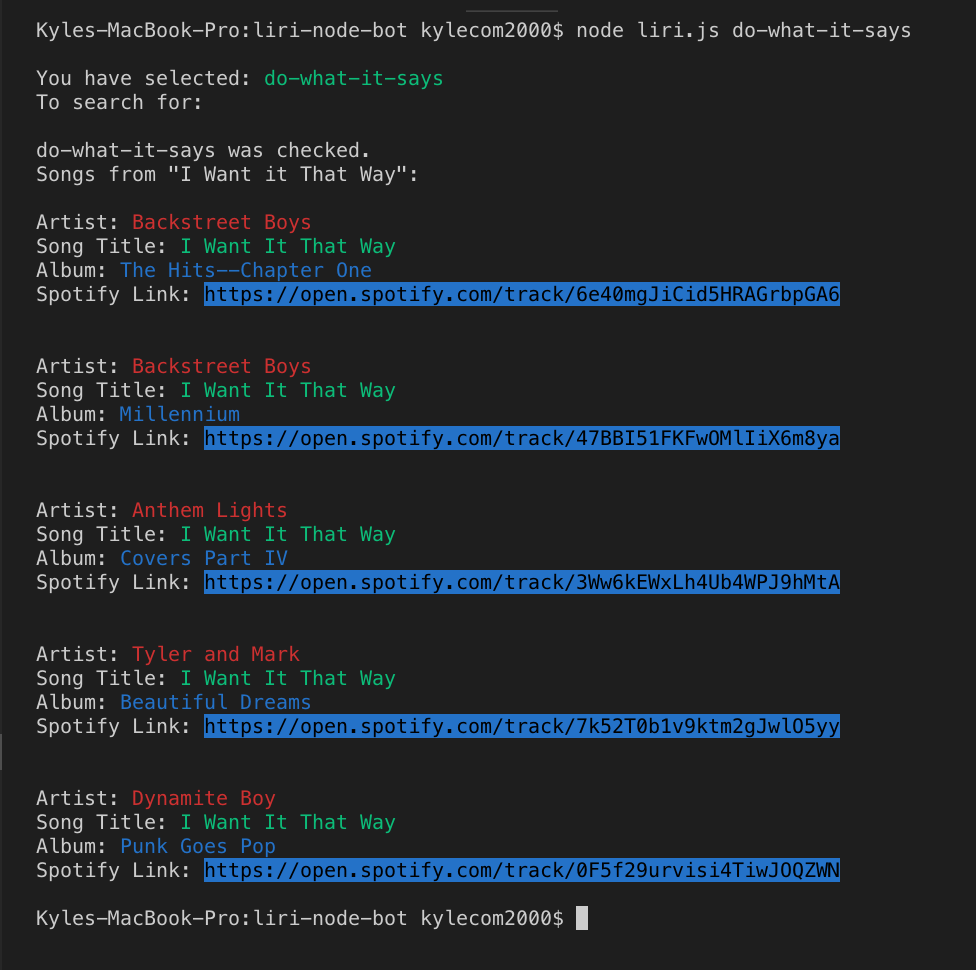 Kyles-MacBook-Pro:liri-node-bot kylecom2000$ node liri.js do-what-it-says
You have selected: do-what-it-says
To search for:
do-what-it-says was checked.
Songs from "I Want it That Way":
Artist: Backstreet Boys
Song Title: I Want It That Way
Album: The Hits--Chapter One
Spotify Link: https://open.spotify.com/track/6e40mgJiCid5HRAGrbpGA6
Artist: Backstreet Boys
Song Title: I Want It That Way
Album: Millennium
Spotify Link: https://open.spotify.com/track/47BBI51FKFwOMlIiX6m8ya
Artist: Anthem Lights
Song Title: I Want It That Way
Album: Covers Part IV
Spotify Link: https://open.spotify.com/track/3Ww6kEWxLh4Ub4WPJ9hMtA
Artist: Tyler and Mark
Song Title: I Want It That Way
Album: Beautiful Dreams
Spotify Link: https://open.spotify.com/track/7k52T0b1v9ktm2gJwlO5yy
Artist: Dynamite Boy
Song Title: I Want It That Way
Album: Punk Goes Pop
Spotify Link: https://open.spotify.com/track/0F5f29urvisi4TiwJOQZWN
Kyles-MacBook-Pro:liri-node-bot kylecom2000$